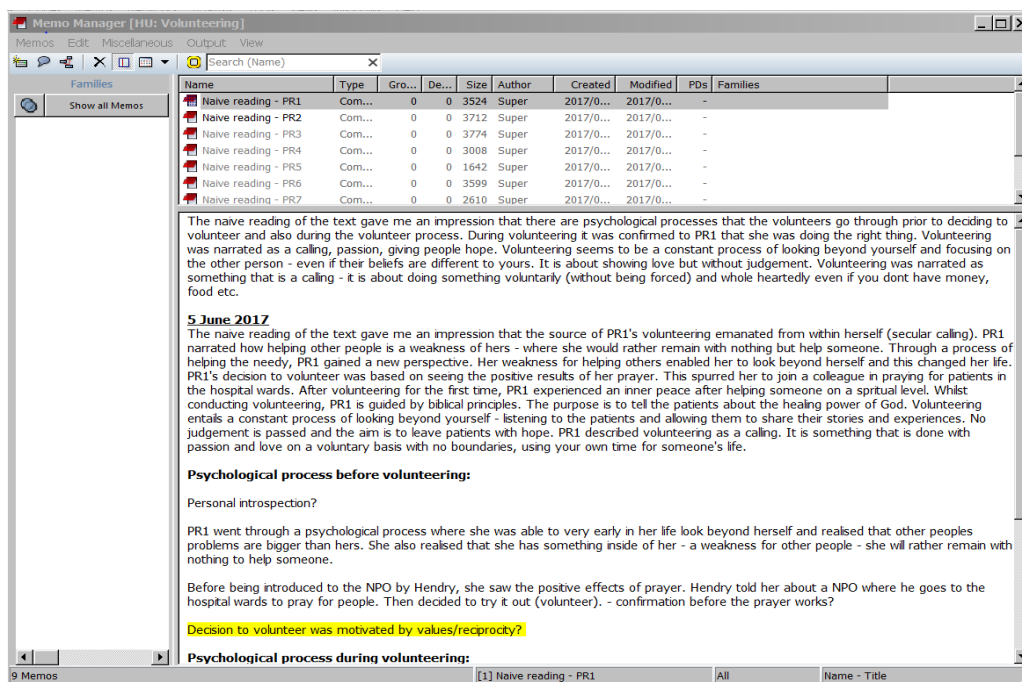 Memo Manager [HU: Volunteering]
Memos Edit Miscellaneous Output View
Search (Name)
Families
Show all Memos
Name Type Gro... De... Size Author Created Modified PDs Families
Naive reading - PR1 Com... 0 0 3524 Super 2017/0... 2017/0... -
Naive reading - PR2 Com... 0 0 3712 Super 2017/0... 2017/0... -
Naive reading - PR3 Com... 0 0 3774 Super 2017/0... 2017/0... -
Naive reading - PR4 Com... 0 0 3008 Super 2017/0... 2017/0... -
Naive reading - PR5 Com... 0 0 1642 Super 2017/0... 2017/0... -
Naive reading - PR6 Com... 0 0 3599 Super 2017/0... 2017/0... -
Naive reading - PR7 Com... 0 0 2610 Super 2017/0... 2017/0... -
The naive reading of the text gave me an impression that there are psychological processes that the volunteers go through prior to deciding to
volunteer and also during the volunteer process. During volunteering it was confirmed to PR1 that she was doing the right thing. Volunteering
was narrated as a calling, passion, giving people hope. Volunteering seems to be a constant process of looking beyond yourself and focusing on
the other person - even if their beliefs are different to yours. It is about showing love but without judgement. Volunteering was narrated as
something that is a calling - it is about doing something voluntarily (without being forced) and whole heartedly even if you dont have money,
food etc.
5 June 2017
The naive reading of the text gave me an impression that the source of PR1's volunteering emanated from within herself (secular calling). PR1
narrated how helping other people is a weakness of hers - where she would rather remain with nothing but help someone. Through a process of
helping the needy, PR1 gained a new perspective. Her weakness for helping others enabled her to look beyond herself and this changed her life.
PR1's decision to volunteer was based on seeing the positive results of her prayer. This spurred her to join a colleague in praying for patients in
the hospital wards. After volunteering for the first time, PR1 experienced an inner peace after helping someone on a spritual level. Whilst
conducting volunteering, PR1 is guided by biblical principles. The purpose is to tell the patients about the healing power of God. Volunteering
entails a constant process of looking beyond yourself - listening to the patients and allowing them to share their stories and experiences. No
judgement is passed and the aim is to leave patients with hope. PR1 described volunteering as a calling. It is something that is done with
passion and love on a voluntary basis with no boundaries, using your own time for someone's life.
Psychological process before volunteering:
Personal introspection?
PR1 went through a psychological process where she was able to very early in her life look beyond herself and realised that other peoples
problems are bigger than hers. She also realised that she has something inside of her - a weakness for other people - she will rather remain with
nothing to help someone.
Before being introduced to the NPO by Hendry, she saw the positive effects of prayer. Hendry told her about a NPO where he goes to the
hospital wards to pray for people. Then decided to try it out (volunteer). - confirmation before the prayer works?
Decision to volunteer was motivated by values/reciprocity?
Psychological process during volunteering:
9 Memos [1] Naive reading - PR1 All Name - Title